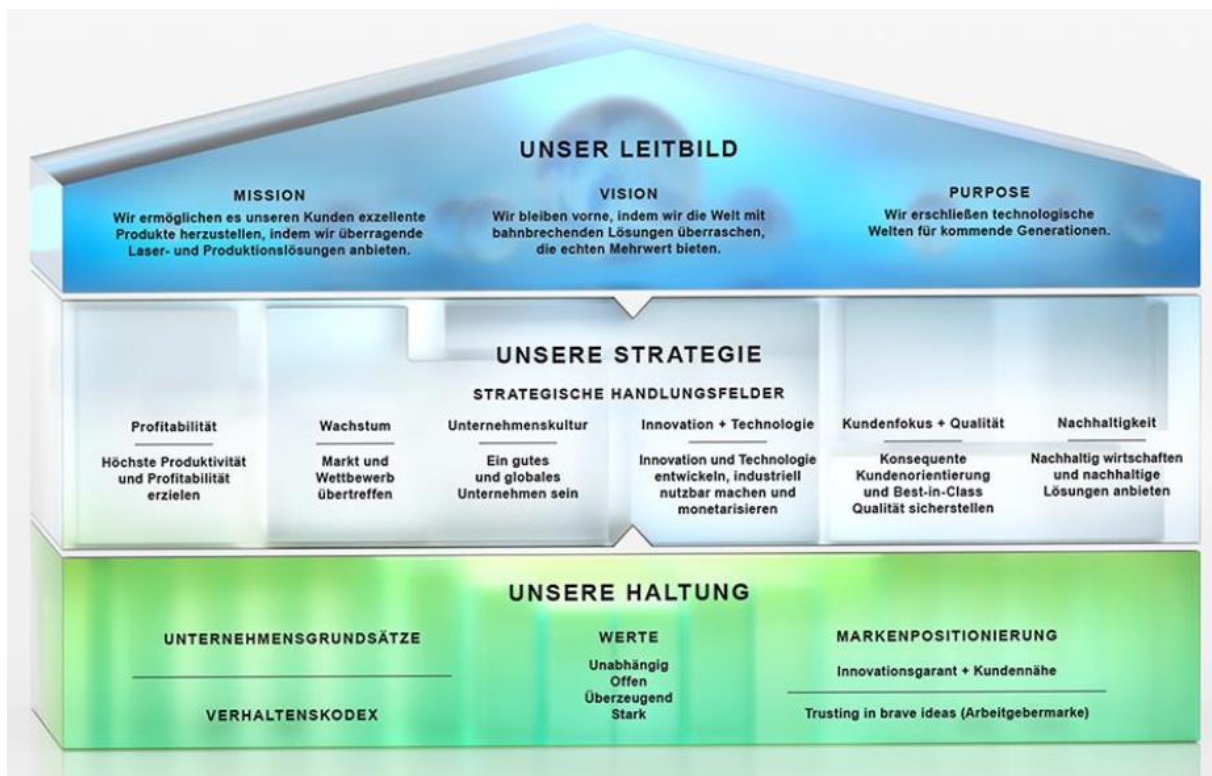 UNSER LEITBILD
MISSION
Wir ermöglichen es unseren Kunden exzellente
Produkte herzustellen, indem wir überragende
Laser- und Produktionslösungen anbieten.
VISION
Wir bleiben vorne, indem wir die Welt mit
bahnbrechenden Lösungen überraschen,
die echten Mehrwert bieten.
PURPOSE
Wir erschließen technologische
Welten für kommende Generationen.
UNSERE STRATEGIE
STRATEGISCHE HANDLUNGSFELDER
Profitabilität
Höchste Produktivität
und Profitabilität
erzielen
Wachstum
Markt und
Wettbewerb
übertreffen
Unternehmenskultur
Ein gutes
und globales
Unternehmen sein
Innovation + Technologie
Innovation und Technologie
entwickeln, industriell
nutzbar machen und
monetarisieren
Kundenfokus + Qualität
Konsequente
Kundenorientierung
und Best-in-Class
Qualität sicherstellen
Nachhaltigkeit
Nachhaltig wirtschaften
und nachhaltige
Lösungen anbieten
UNSERE HALTUNG
UNTERNEHMENSGRUNDSÄTZE
VERHALTENSKODEX
WERTE
Unabhängig
Offen
Überzeugend
Stark
MARKENPOSITIONIERUNG
Innovationsgarant + Kundennähe
Trusting in brave ideas (Arbeitgebermarke)